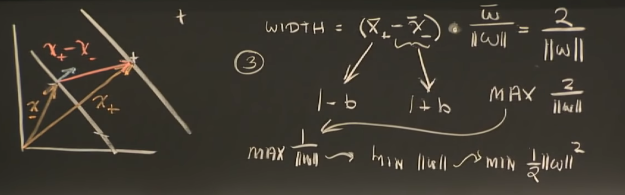 +
WIDTH = (x̄₊ - x̄₋) • w̄/||w|| = 2/||w||
x₊ - x₋
+
③
x₋
x₊
-
1 - b
1 + b
MAX 2/||w||
MAX 1/||w|| → MIN ||w|| → MIN 1/2 ||w||²